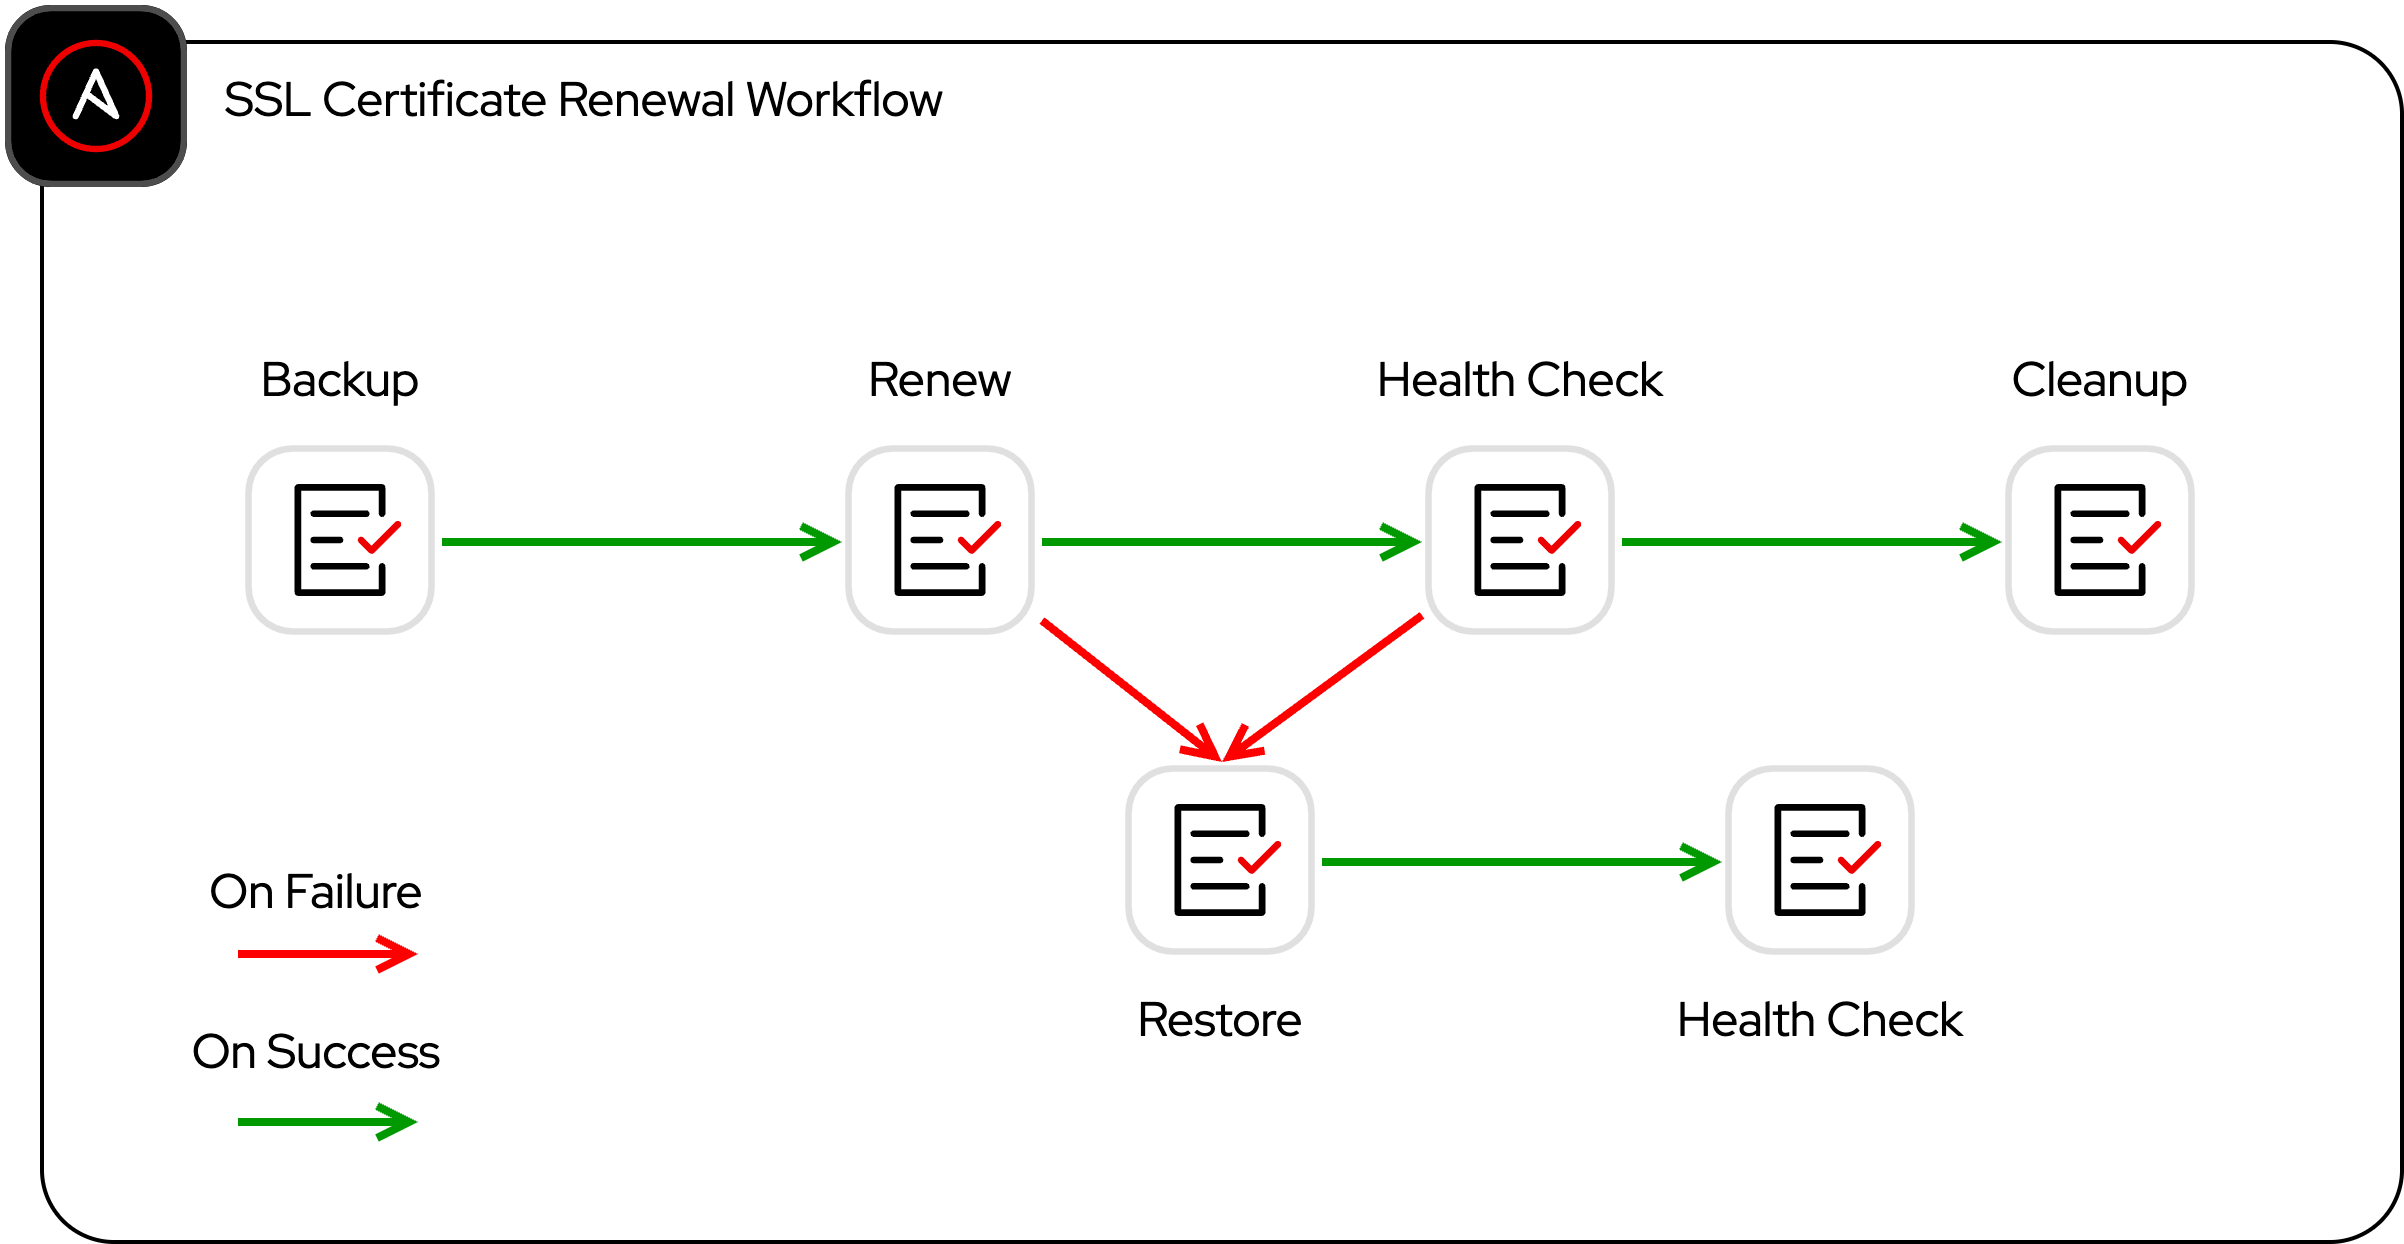 SSL Certificate Renewal Workflow
Backup
Renew
Health Check
Cleanup
On Failure
On Success
Restore
Health Check